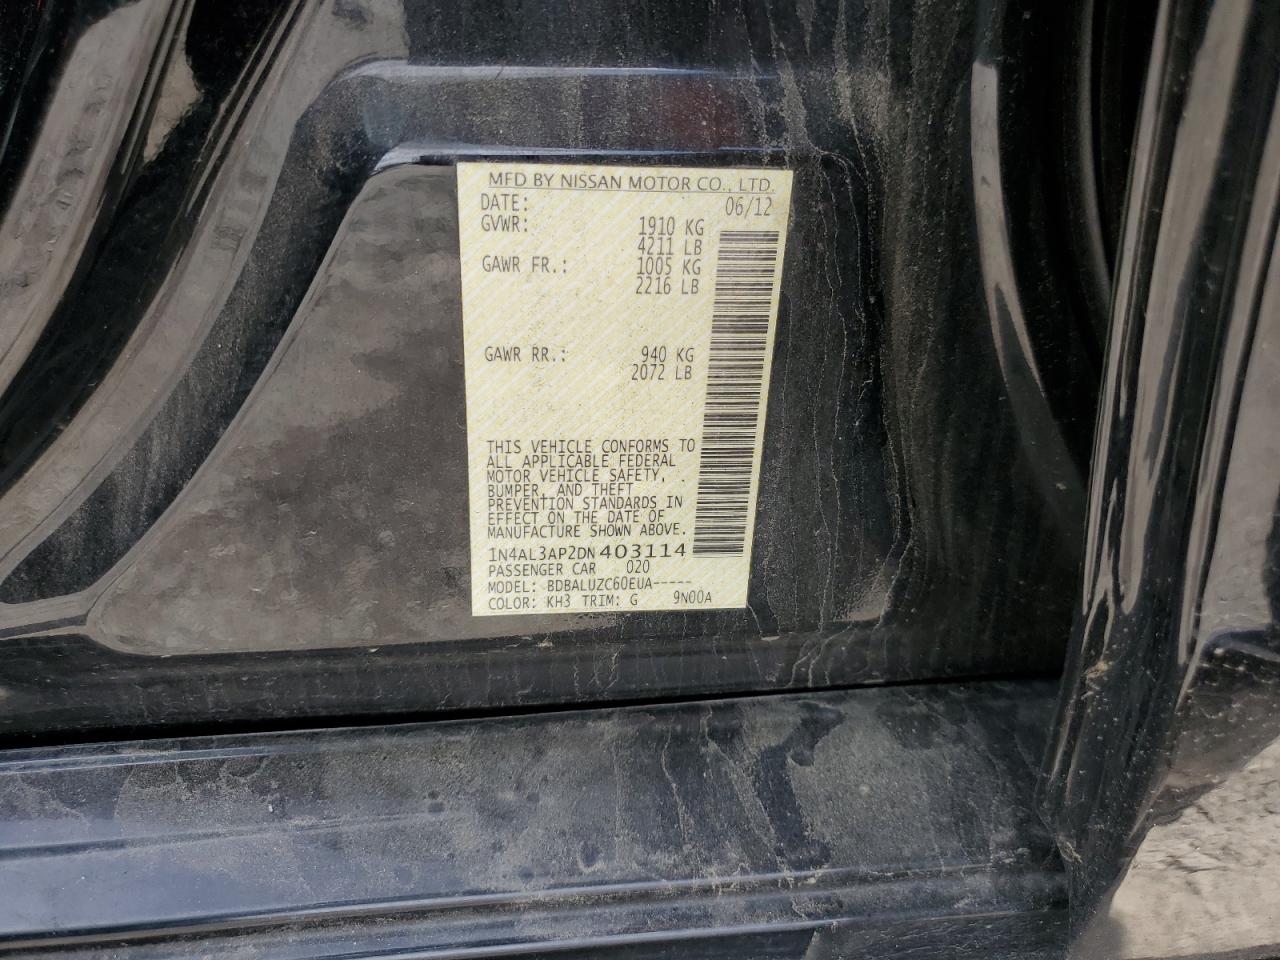 MFD BY NISSAN MOTOR CO., LTD.
DATE: 06/12
GVWR: 1910 KG
4211 LB
GAWR FR.: 1005 KG
2216 LB
GAWR RR.: 940 KG
2072 LB
THIS VEHICLE CONFORMS TO
ALL APPLICABLE FEDERAL
MOTOR VEHICLE SAFETY,
BUMPER, AND THEFT
PREVENTION STANDARDS IN
EFFECT ON THE DATE OF
MANUFACTURE SHOWN ABOVE.
1N4AL3AP2DN403114
PASSENGER CAR 020
MODEL: BDBALUZC60EUA-----
COLOR: KH3 TRIM: G 9N00A